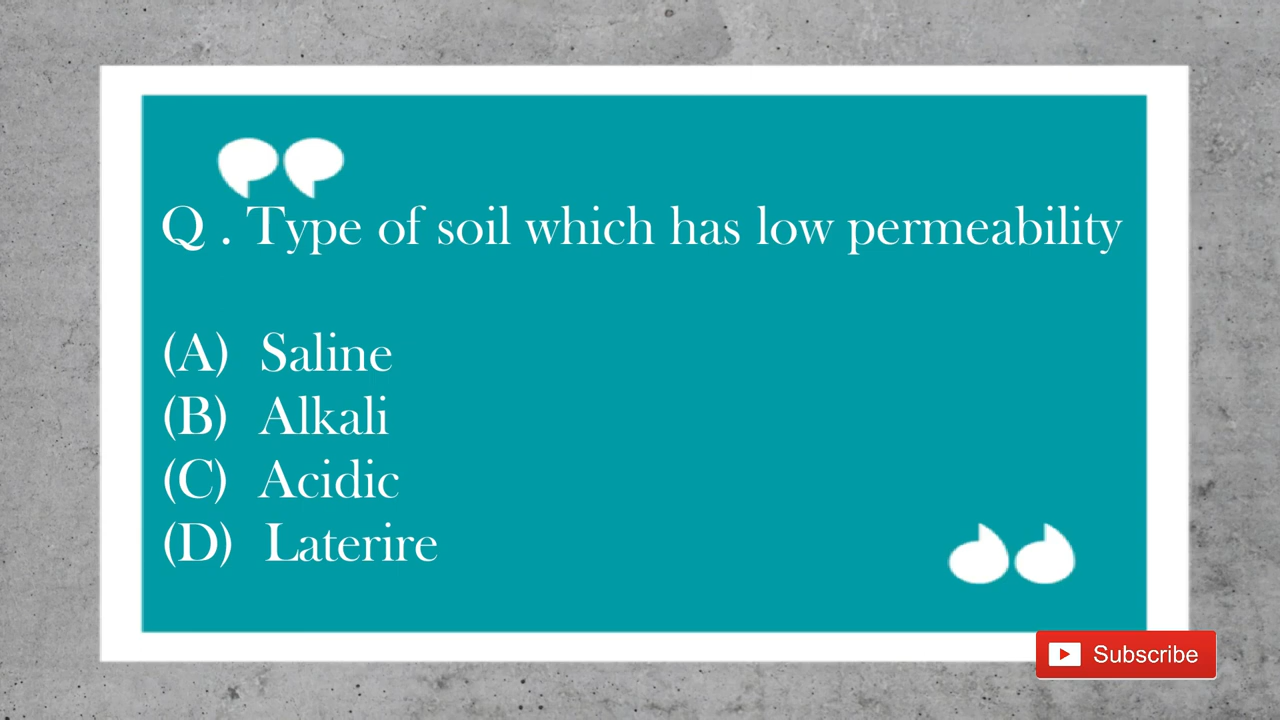 Q . Type of soil which has low permeability
(A) Saline
(B) Alkali
(C) Acidic
(D) Laterire
Subscribe